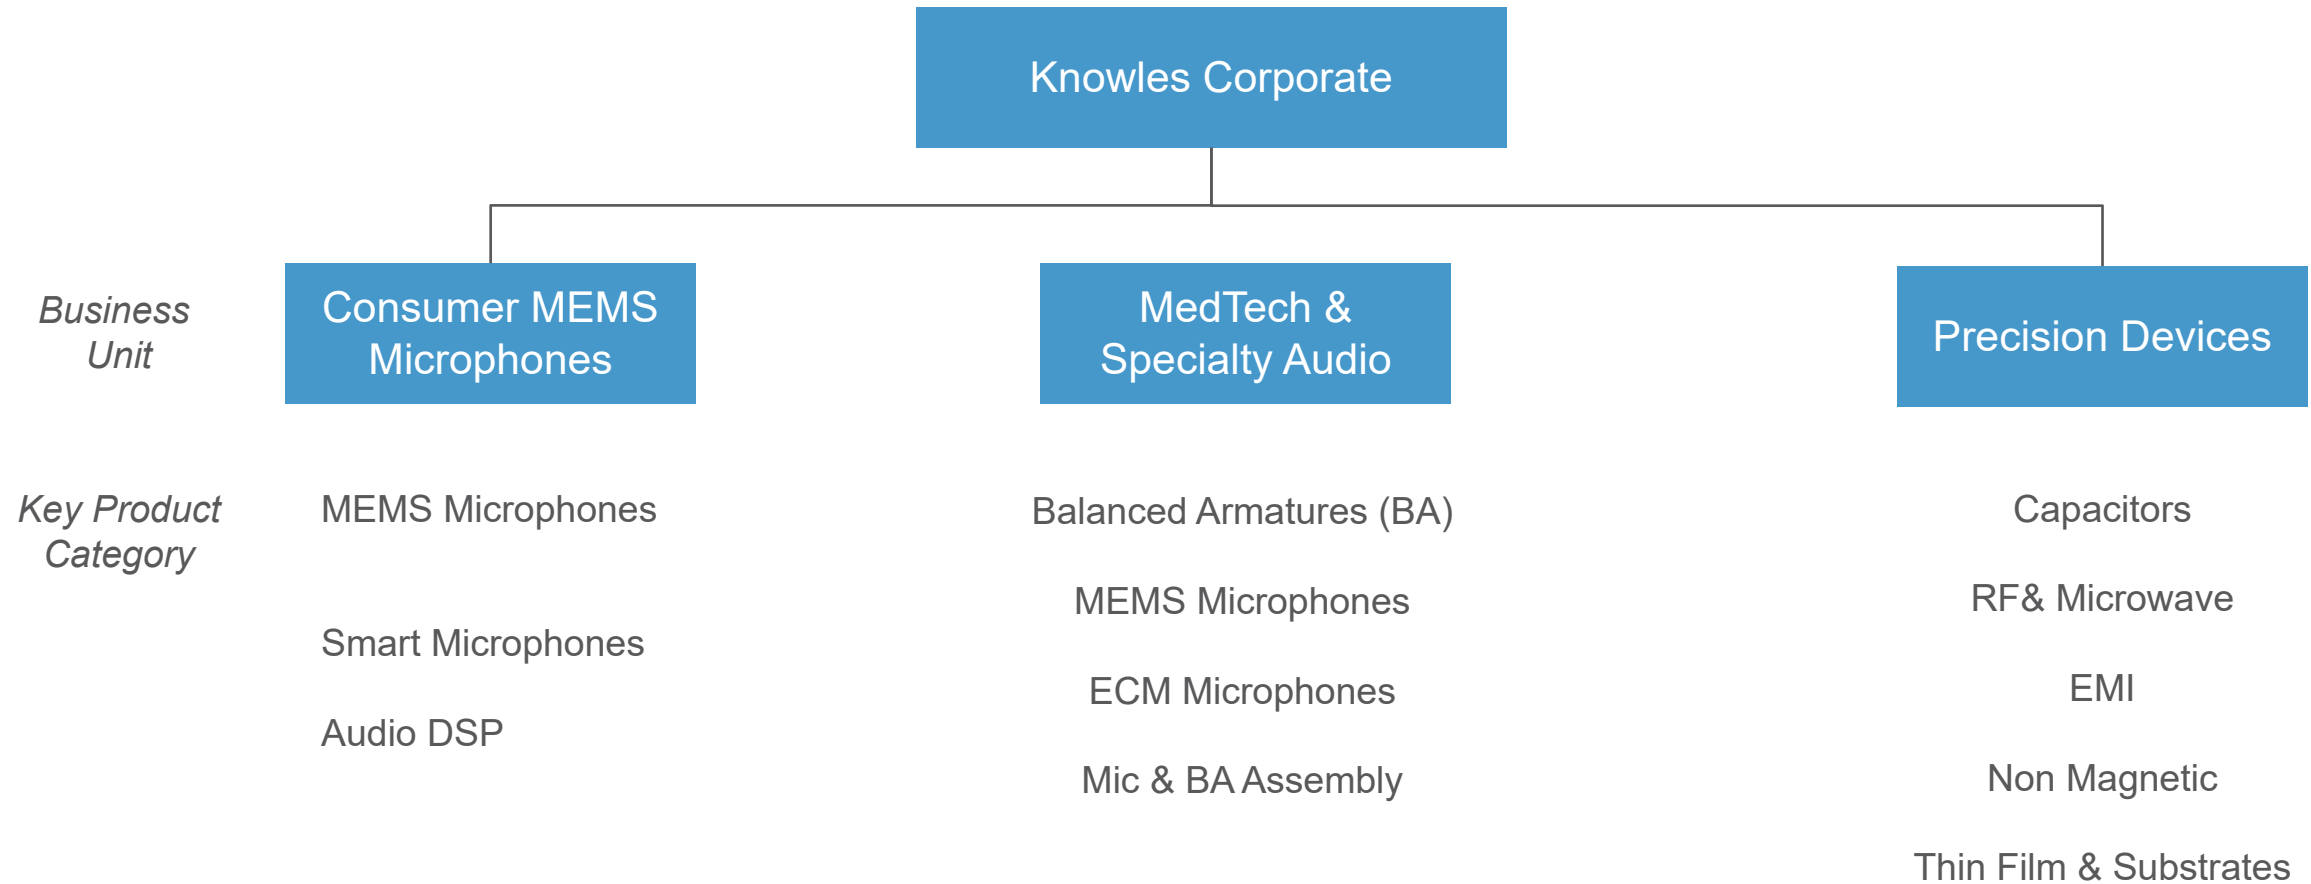 Knowles Corporate
Business
Unit
Consumer MEMS
Microphones
MedTech &
Specialty Audio
Precision Devices
Key Product
Category
MEMS Microphones
Smart Microphones
Audio DSP
Balanced Armatures (BA)
MEMS Microphones
ECM Microphones
Mic & BA Assembly
Capacitors
RF& Microwave
EMI
Non Magnetic
Thin Film & Substrates